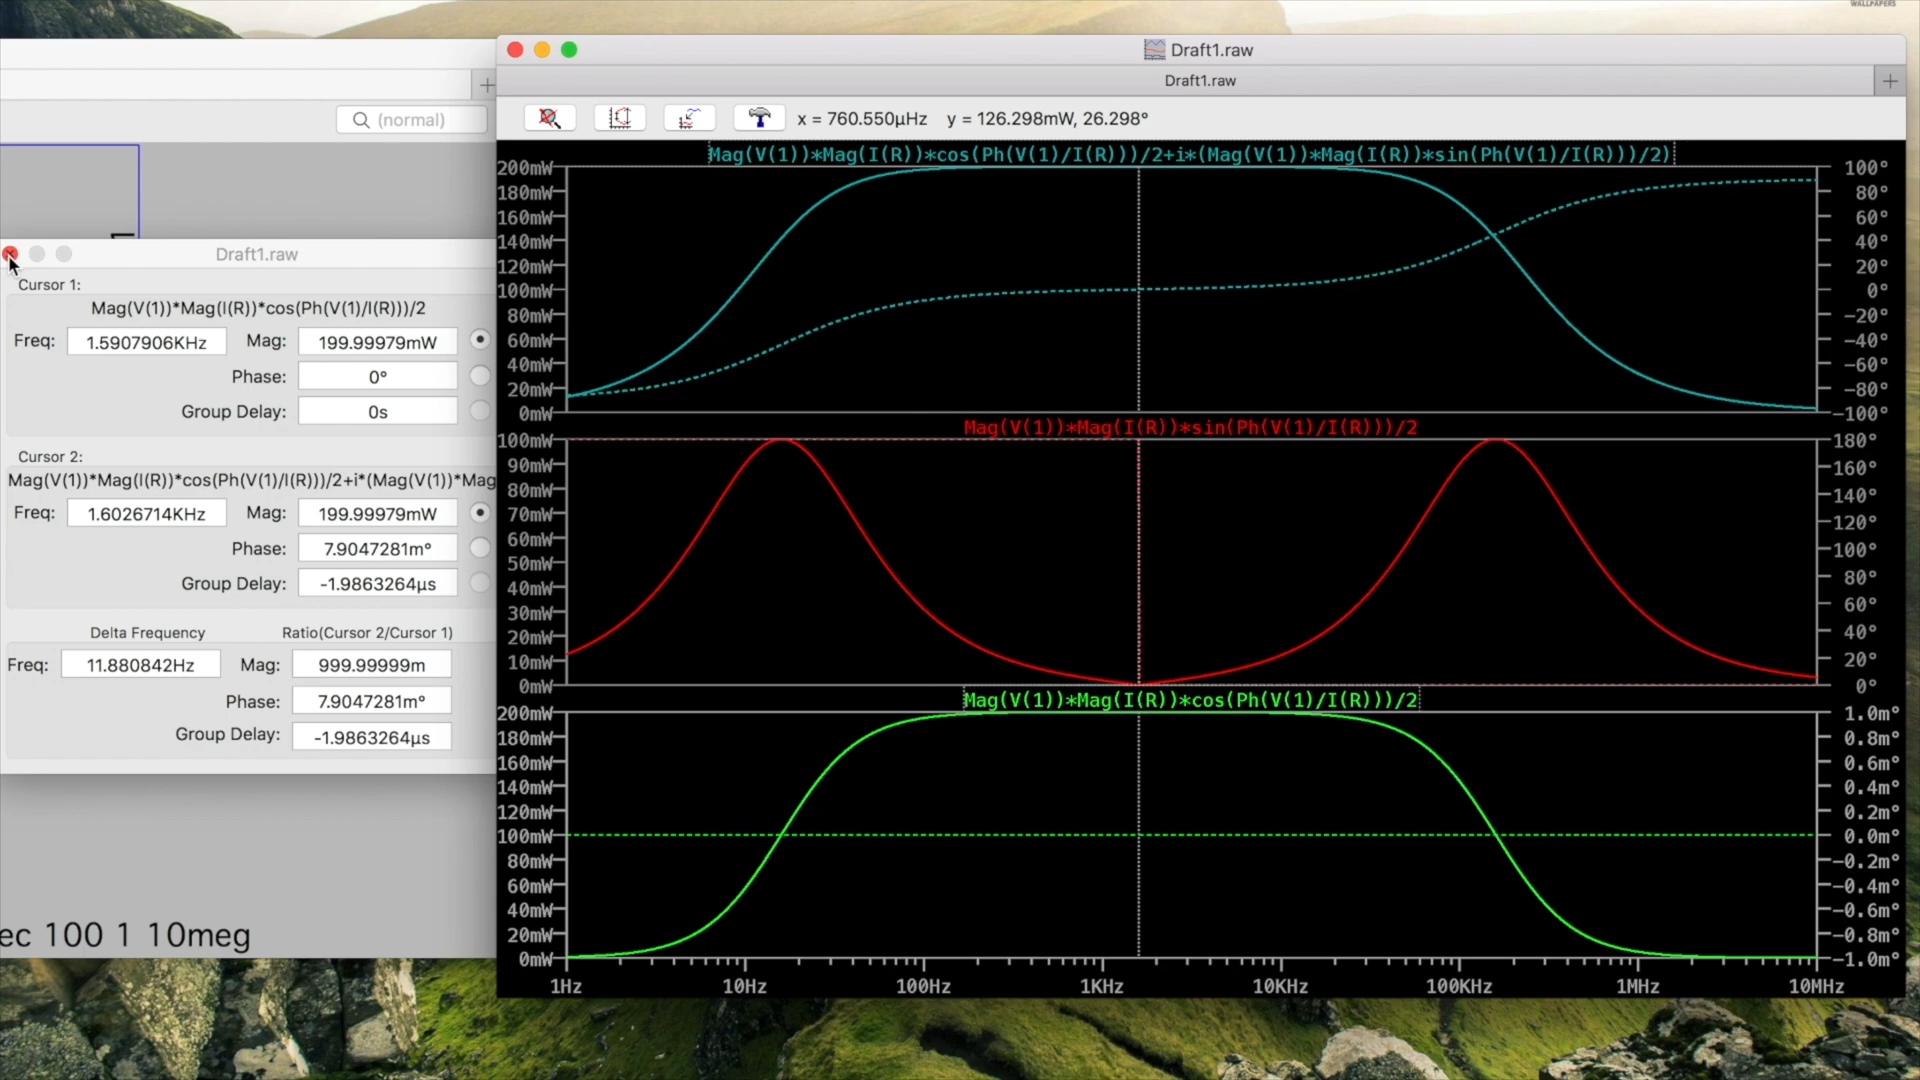 WALLPAPERS
Draft1.raw
Draft1.raw
(normal)
x = 760.550µHz y = 126.298mW, 26.298°
Draft1.raw
Cursor 1:
Mag(V(1))*Mag(I(R))*cos(Ph(V(1)/I(R)))/2
Freq: 1.5907906KHz Mag: 199.99979mW
Phase: 0°
Group Delay: 0s
Cursor 2:
Mag(V(1))*Mag(I(R))*cos(Ph(V(1)/I(R)))/2+i*(Mag(V(1))*Mag
Freq: 1.6026714KHz Mag: 199.99979mW
Phase: 7.9047281m°
Group Delay: -1.9863264µs
Delta Frequency Ratio(Cursor 2/Cursor 1)
Freq: 11.880842Hz Mag: 999.99999m
Phase: 7.9047281m°
Group Delay: -1.9863264µs
ec 100 1 10meg
Mag(V(1))*Mag(I(R))*cos(Ph(V(1)/I(R)))/2+i*(Mag(V(1))*Mag(I(R))*sin(Ph(V(1)/I(R)))/2)
200mW 100°
180mW 80°
160mW 60°
140mW 40°
120mW 20°
100mW 0°
80mW -20°
60mW -40°
40mW -60°
20mW -80°
0mW -100°
Mag(V(1))*Mag(I(R))*sin(Ph(V(1)/I(R)))/2
100mW 180°
90mW 160°
80mW 140°
70mW 120°
60mW 100°
50mW 80°
40mW 60°
30mW 40°
20mW 20°
10mW 0°
0mW
Mag(V(1))*Mag(I(R))*cos(Ph(V(1)/I(R)))/2
200mW 1.0m°
180mW 0.8m°
160mW 0.6m°
140mW 0.4m°
120mW 0.2m°
100mW 0.0m°
80mW -0.2m°
60mW -0.4m°
40mW -0.6m°
20mW -0.8m°
0mW -1.0m°
1Hz 10Hz 100Hz 1KHz 10KHz 100KHz 1MHz 10MHz